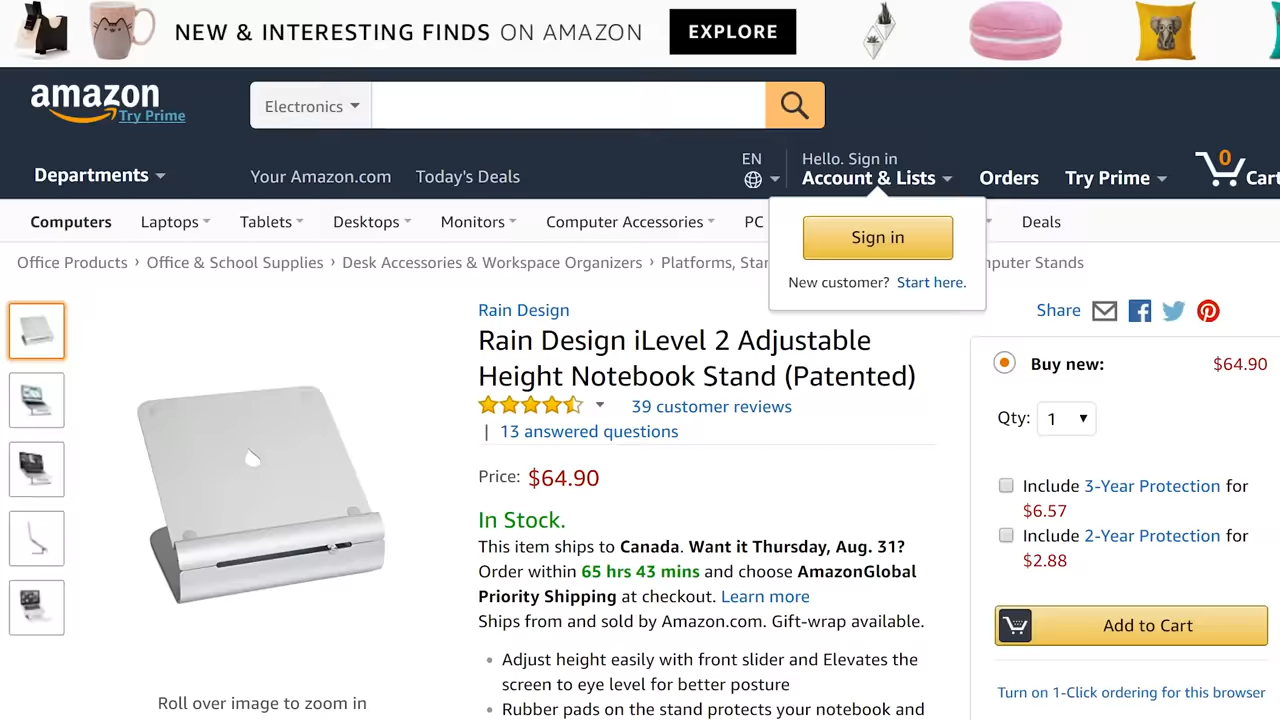 NEW & INTERESTING FINDS ON AMAZON EXPLORE
amazon
Try Prime
Electronics
Departments
Your Amazon.com
Today's Deals
EN
Hello. Sign in
Account & Lists
Orders
Try Prime
0
Cart
Computers
Laptops
Tablets
Desktops
Monitors
Computer Accessories
PC
Deals
Sign in
New customer? Start here.
Office Products › Office & School Supplies › Desk Accessories & Workspace Organizers › Platforms, Stan
puter Stands
Rain Design
Rain Design iLevel 2 Adjustable
Height Notebook Stand (Patented)
39 customer reviews
| 13 answered questions
Price: $64.90
In Stock.
This item ships to Canada. Want it Thursday, Aug. 31?
Order within 65 hrs 43 mins and choose AmazonGlobal
Priority Shipping at checkout. Learn more
Ships from and sold by Amazon.com. Gift-wrap available.
• Adjust height easily with front slider and Elevates the
screen to eye level for better posture
• Rubber pads on the stand protects your notebook and
Roll over image to zoom in
Share
Buy new: $64.90
Qty: 1
Include 3-Year Protection for
$6.57
Include 2-Year Protection for
$2.88
Add to Cart
Turn on 1-Click ordering for this browser